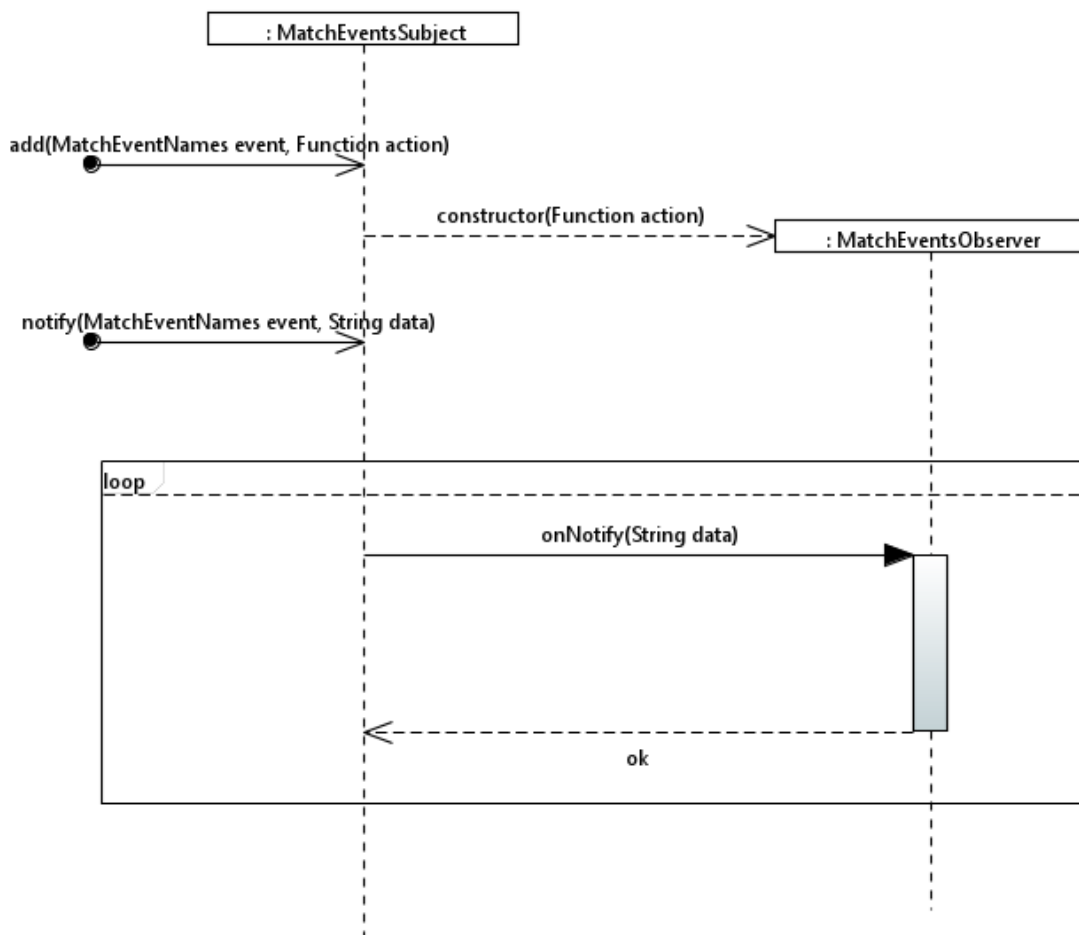 : MatchEventsSubject
add(MatchEventNames event, Function action)
constructor(Function action)
: MatchEventsObserver
notify(MatchEventNames event, String data)
loop
onNotify(String data)
ok